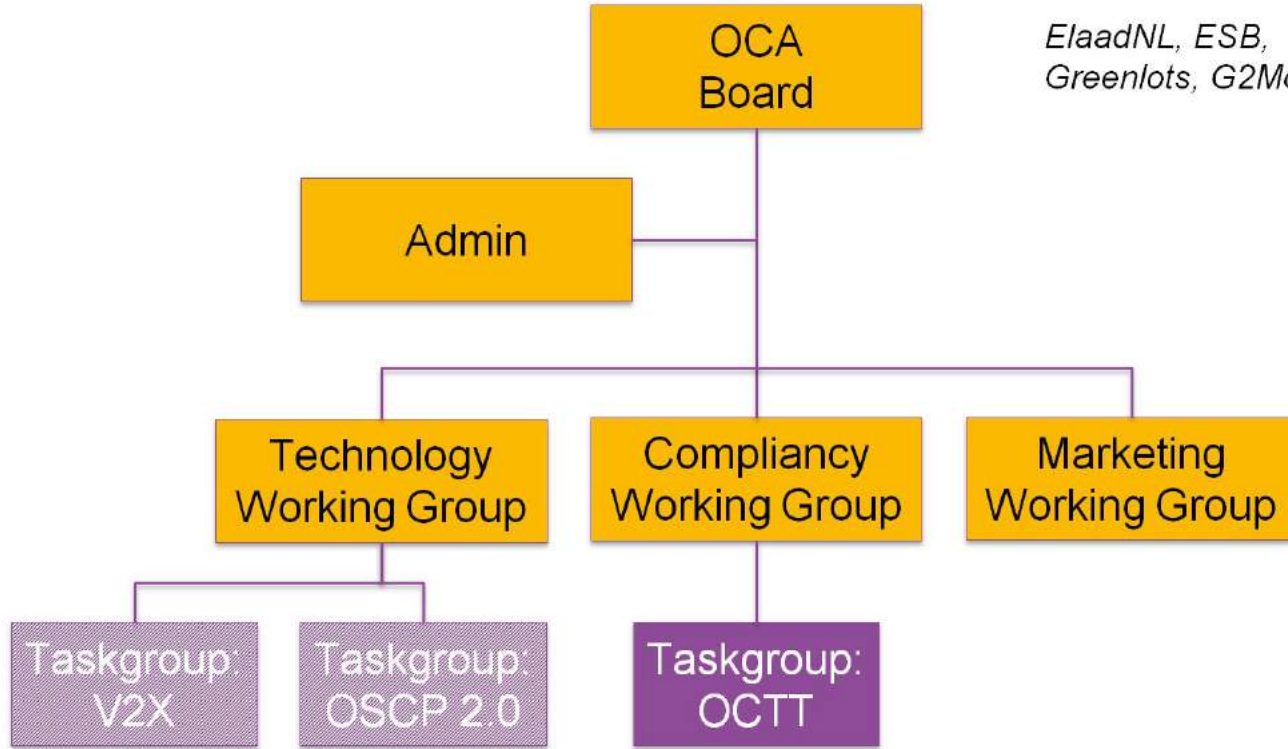 OCA
Board
ElaadNL, ESB,
Greenlots,
Admin
Technology
Working Group
Compliancy
Working Group
Marketing
Working Group
Taskgroup:
V2X
Taskgroup:
OSCP 2.0
Taskgroup:
OCTT